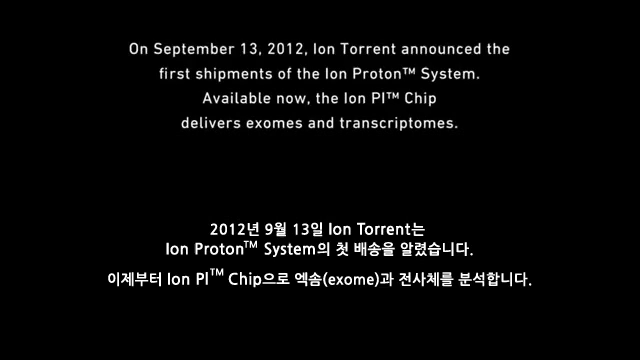 On September 13, 2012, Ion Torrent announced the
first shipments of the Ion Proton™ System.
Available now, the Ion PI™ Chip
delivers exomes and transcriptomes.
2012년 9월 13일 Ion Torrent는
Ion Proton™ System의 첫 배송을 알렸습니다.
이제부터 Ion PI™ Chip으로 엑솜(exome)과 전사체를 분석합니다.